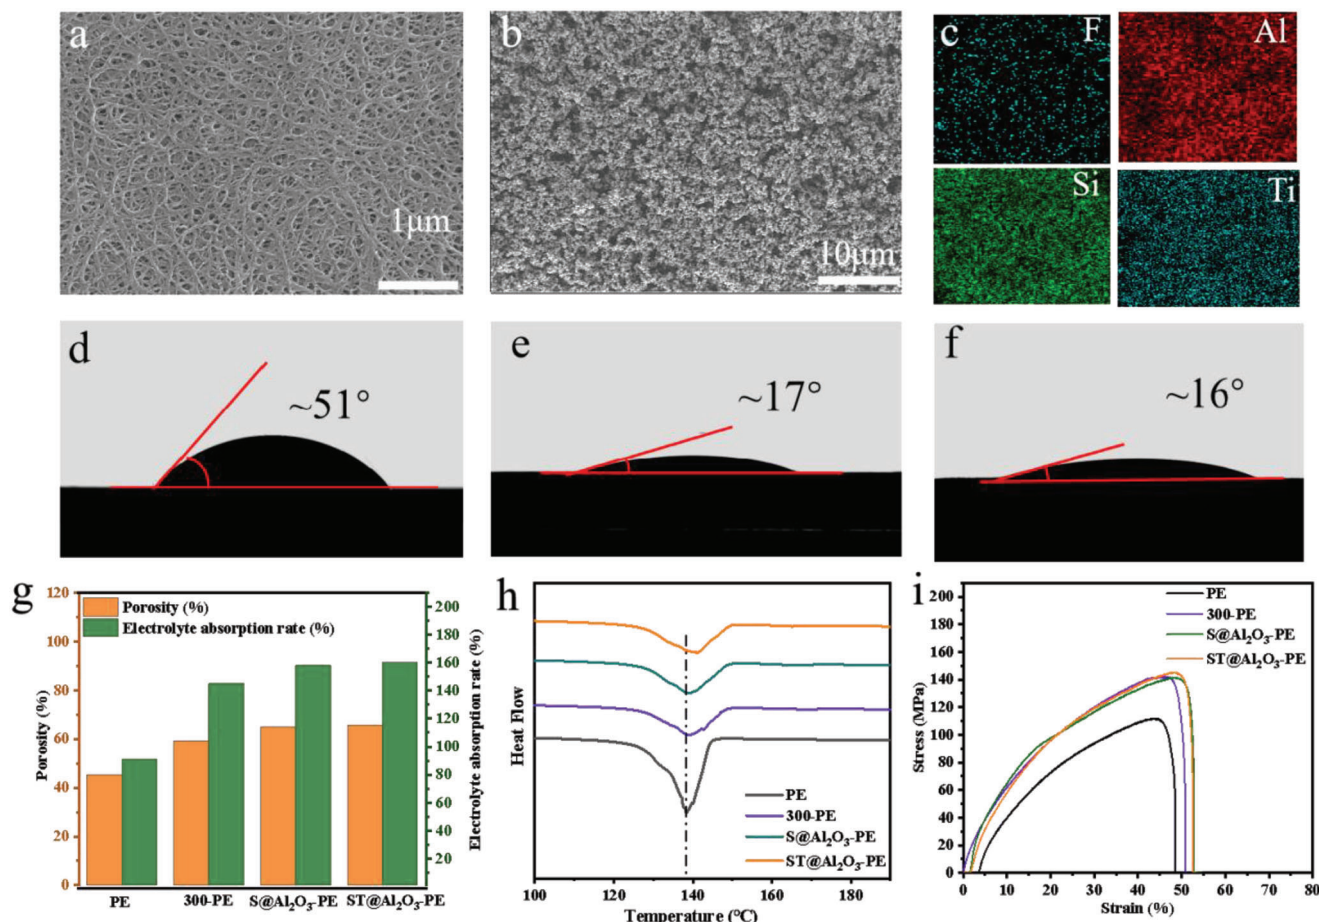 a
1μm
b
10μm
c
F
Al
Si
Ti
d
~51°
e
~17°
f
~16°
g
Porosity (%)
Electrolyte absorption rate (%)
120
100
80
60
40
20
0
Porosity (%)
200
180
160
140
120
100
80
60
40
20
Electrolyte absorption rate (%)
PE
300-PE
S@Al₂O₃-PE
ST@Al₂O₃-PE
h
Heat Flow
PE
300-PE
S@Al₂O₃-PE
ST@Al₂O₃-PE
100
120
140
160
180
Temperature (°C)
i
PE
300-PE
S@Al₂O₃-PE
ST@Al₂O₃-PE
200
180
160
140
120
100
80
60
40
20
0
Stress (MPa)
0
10
20
30
40
50
60
70
80
Strain (%)